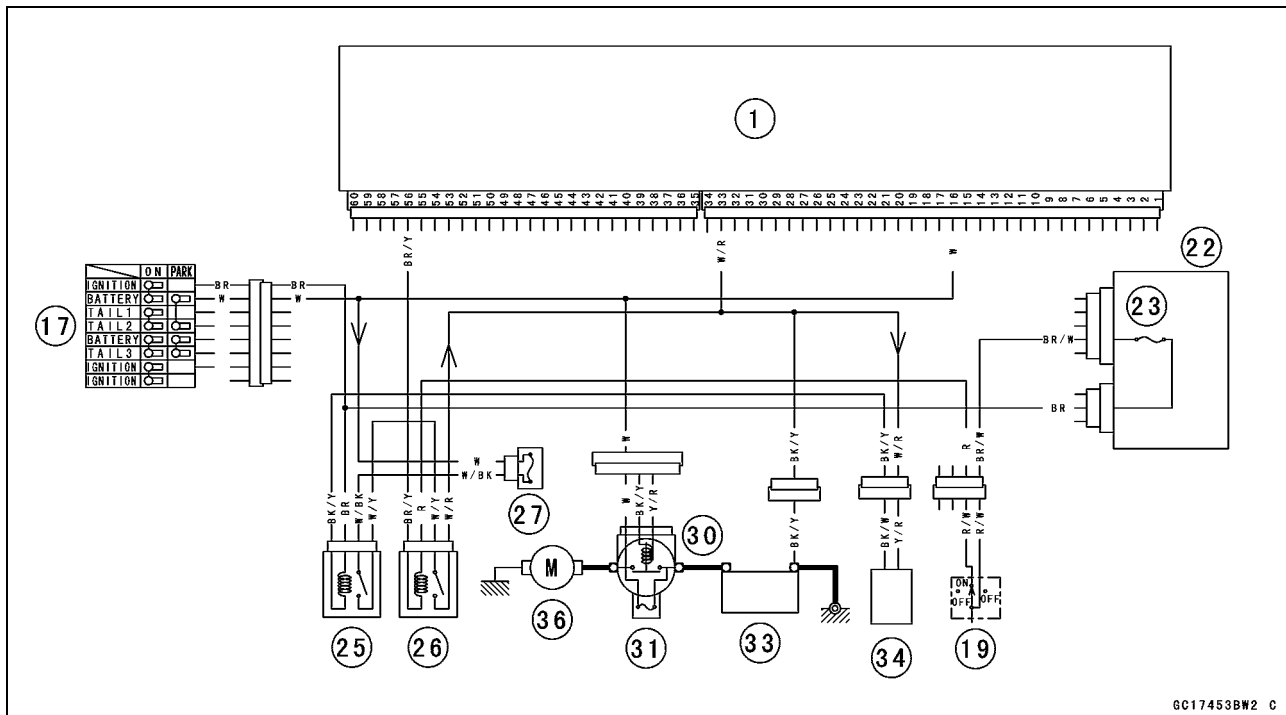 1
60 59 58 57 56 55 54 53 52 51 50 49 48 47 46 45 44 43 42 41 40 39 38 37 36 35 34 33 32 31 30 29 28 27 26 25 24 23 22 21 20 19 18 17 16 15 14 13 12 11 10 9 8 7 6 5 4 3 2 1
BR/Y
W/R
W
22
23
17
ON PARK
IGNITION
BATTERY
TAIL1
TAIL2
BATTERY
TAIL3
IGNITION
IGNITION
BR
W
BR
W
BR/W
BR
W
W/BK
27
W
BK/Y
BK/Y
W/R
R
BR/W
BK/Y
BR
W/BK
W/Y
BR/Y
R
W/Y
W/R
W
BK/Y
Y/R
30
BK/Y
BK/W
Y/R
R/W
R/W
M
ON
OFF
OFF
25
26
36
31
33
34
19
GC17453BW2 C